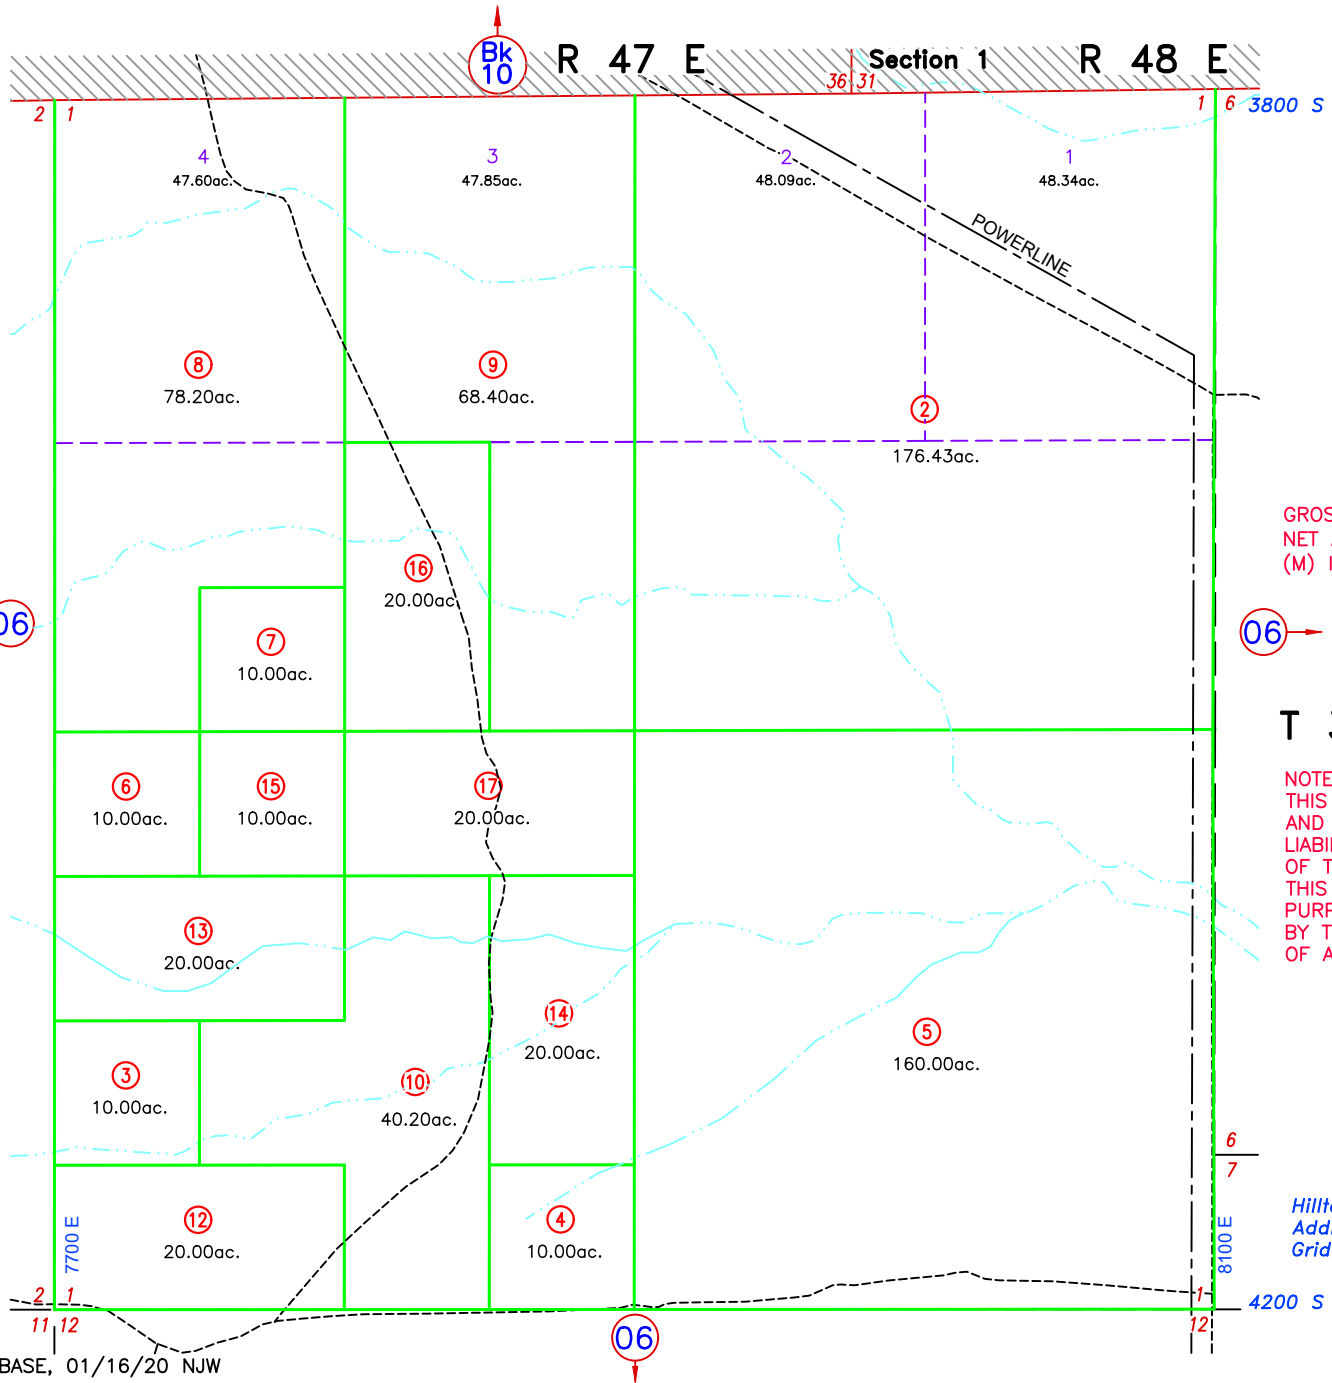 Bk
10
R 47 E
Section 1
R 48 E
36 31
2 1
1 6
3800 S
4
47.60ac.
3
47.85ac.
2
48.09ac.
1
48.34ac.
POWERLINE
8
78.20ac.
9
68.40ac.
2
176.43ac.
16
20.00ac.
NET
(M)
06
06
7
10.00ac.
T
6
10.00ac.
15
10.00ac.
17
20.00ac.
NOTE
THIS
AND
OF
THIS
BY
OF
13
20.00ac.
14
20.00ac.
5
160.00ac.
3
10.00ac.
10
40.20ac.
6
7
12
20.00ac.
4
10.00ac.
7700 E
8100 E
Grid
2 1
1
4200 S
11 12
12
06
BASE, 01/16/20 NJW